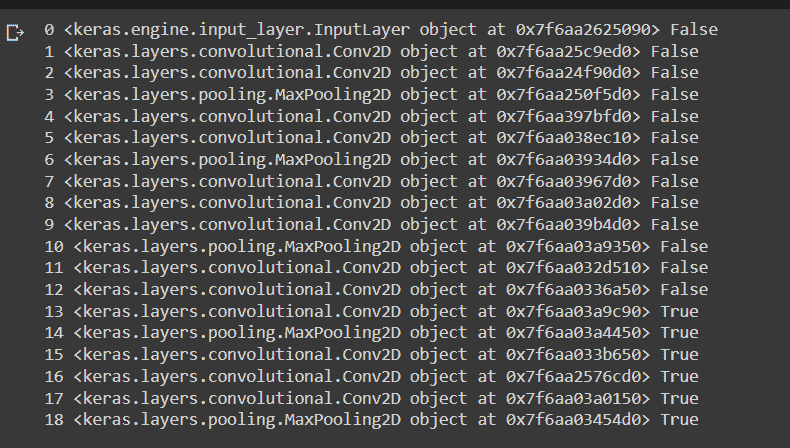 0 <keras.engine.input_layer.InputLayer object at 0x7f6aa2625090> False
1 <keras.layers.convolutional.Conv2D object at 0x7f6aa25c9ed0> False
2 <keras.layers.convolutional.Conv2D object at 0x7f6aa24f90d0> False
3 <keras.layers.pooling.MaxPooling2D object at 0x7f6aa250f5d0> False
4 <keras.layers.convolutional.Conv2D object at 0x7f6aa397bfd0> False
5 <keras.layers.convolutional.Conv2D object at 0x7f6aa038ec10> False
6 <keras.layers.pooling.MaxPooling2D object at 0x7f6aa03934d0> False
7 <keras.layers.convolutional.Conv2D object at 0x7f6aa03967d0> False
8 <keras.layers.convolutional.Conv2D object at 0x7f6aa03a02d0> False
9 <keras.layers.convolutional.Conv2D object at 0x7f6aa039b4d0> False
10 <keras.layers.pooling.MaxPooling2D object at 0x7f6aa03a9350> False
11 <keras.layers.convolutional.Conv2D object at 0x7f6aa032d510> False
12 <keras.layers.convolutional.Conv2D object at 0x7f6aa0336a50> False
13 <keras.layers.convolutional.Conv2D object at 0x7f6aa03a9c90> True
14 <keras.layers.pooling.MaxPooling2D object at 0x7f6aa03a4450> True
15 <keras.layers.convolutional.Conv2D object at 0x7f6aa033b650> True
16 <keras.layers.convolutional.Conv2D object at 0x7f6aa2576cd0> True
17 <keras.layers.convolutional.Conv2D object at 0x7f6aa03a0150> True
18 <keras.layers.pooling.MaxPooling2D object at 0x7f6aa03454d0> True